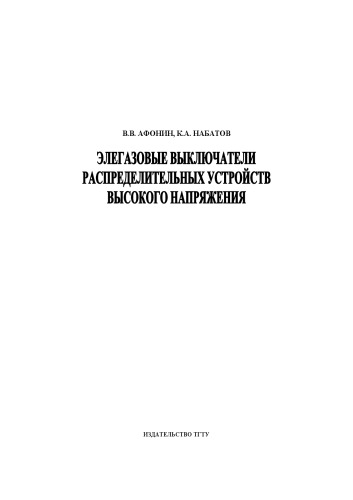 В.В. АФОНИН, К.А. НАБАТОВ
ЭЛЕГАЗОВЫЕ ВЫКЛЮЧАТЕЛИ
РАСПРЕДЕЛИТЕЛЬНЫХ УСТРОЙСТВ
ВЫСОКОГО НАПРЯЖЕНИЯ
ИЗДАТЕЛЬСТВО ТГТУ